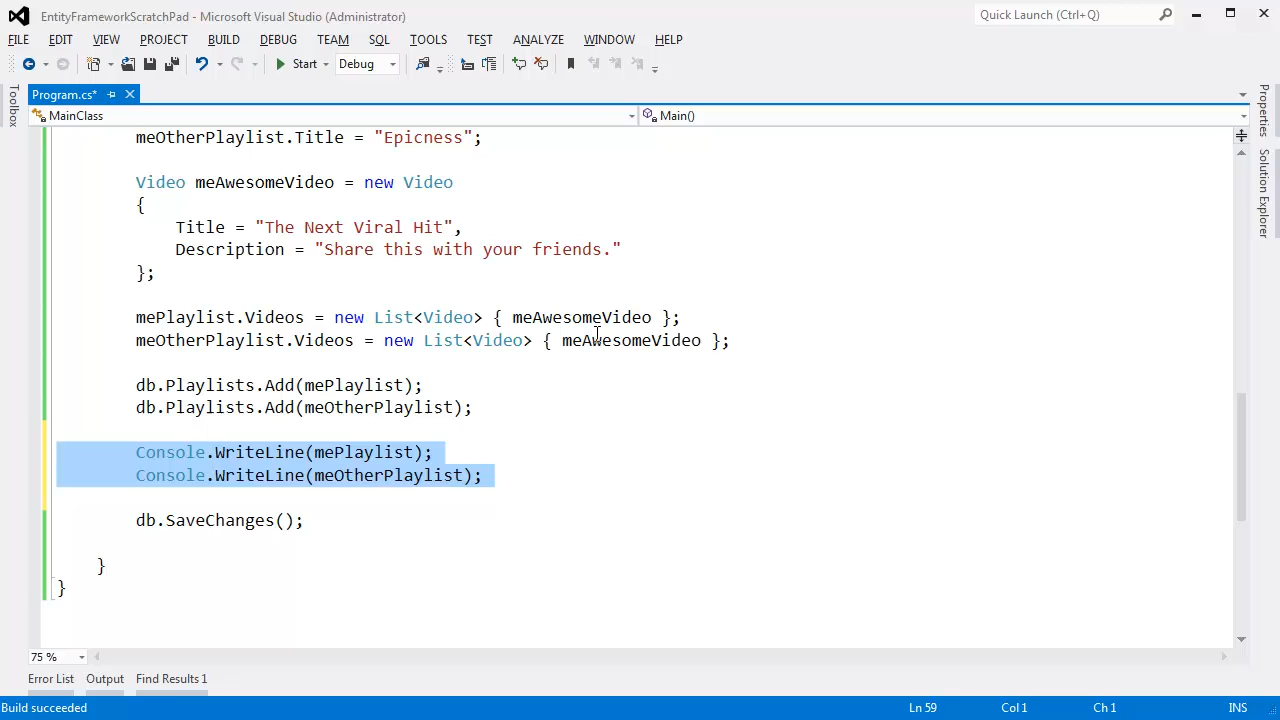 EntityFrameworkScratchPad - Microsoft Visual Studio (Administrator)
Quick Launch (Ctrl+Q)
FILE EDIT VIEW PROJECT BUILD DEBUG TEAM SQL TOOLS TEST ANALYZE WINDOW HELP
Start Debug
Toolbox
Program.cs*
MainClass Main()
Properties
Solution Explorer
meOtherPlaylist.Title = "Epicness";
Video meAwesomeVideo = new Video
{
Title = "The Next Viral Hit",
Description = "Share this with your friends."
};
mePlaylist.Videos = new List<Video> { meAwesomeVideo };
meOtherPlaylist.Videos = new List<Video> { meAwesomeVideo };
db.Playlists.Add(mePlaylist);
db.Playlists.Add(meOtherPlaylist);
Console.WriteLine(mePlaylist);
Console.WriteLine(meOtherPlaylist);
db.SaveChanges();
}
}
75 %
Error List Output Find Results 1
Build succeeded Ln 59 Col 1 Ch 1 INS